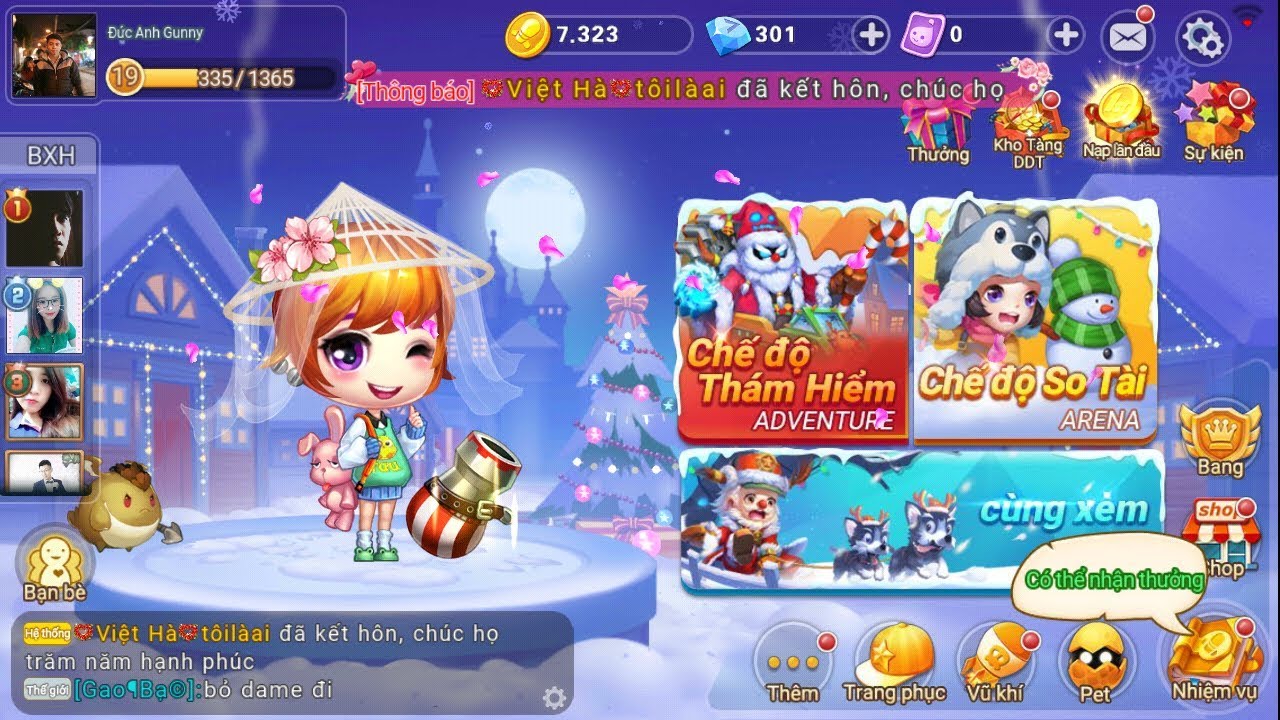 Đức Anh Gunny
19
335/1365
7.323
301
0
[Thông báo] Việt Hà tôilàai đã kết hôn, chúc họ
Thưởng
Kho Tàng
DDT
Nạp lần đầu
Sự kiện
BXH
1
2
3
Chế độ
Thám Hiểm
ADVENTURE
Chế độ So Tài
ARENA
cùng xem
Bang
shop
Shop
Có thể nhận thưởng
Bạn bè
Hệ thống Việt Hà tôilàai đã kết hôn, chúc họ
trăm năm hạnh phúc
Thế giới [Gao¶Bạ©]:bỏ dame đi
Thêm
Trang phục
Vũ khí
Pet
Nhiệm vụ